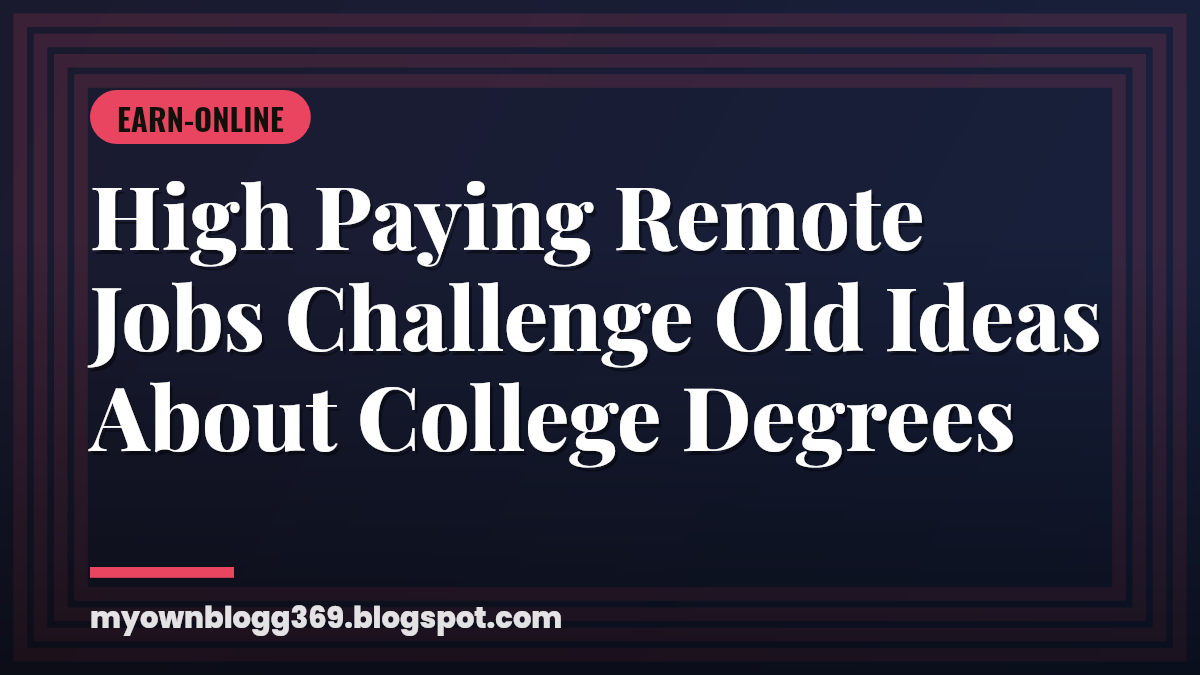 EARN-ONLINE
High Paying Remote
Jobs Challenge Old Ideas
About College Degrees
myownblogg369.blogspot.com